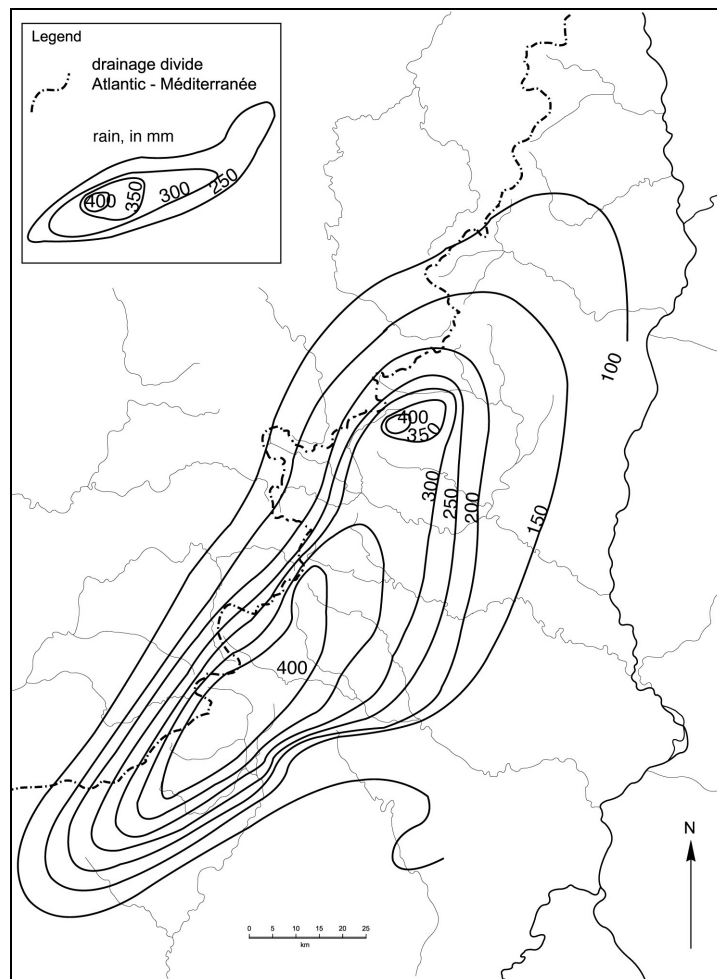 Legend
drainage divide
Atlantic - Méditerranée
rain, in mm
400
350
300
250
100
400
350
300
250
200
150
400
N
0 5 10 15 20 25
km